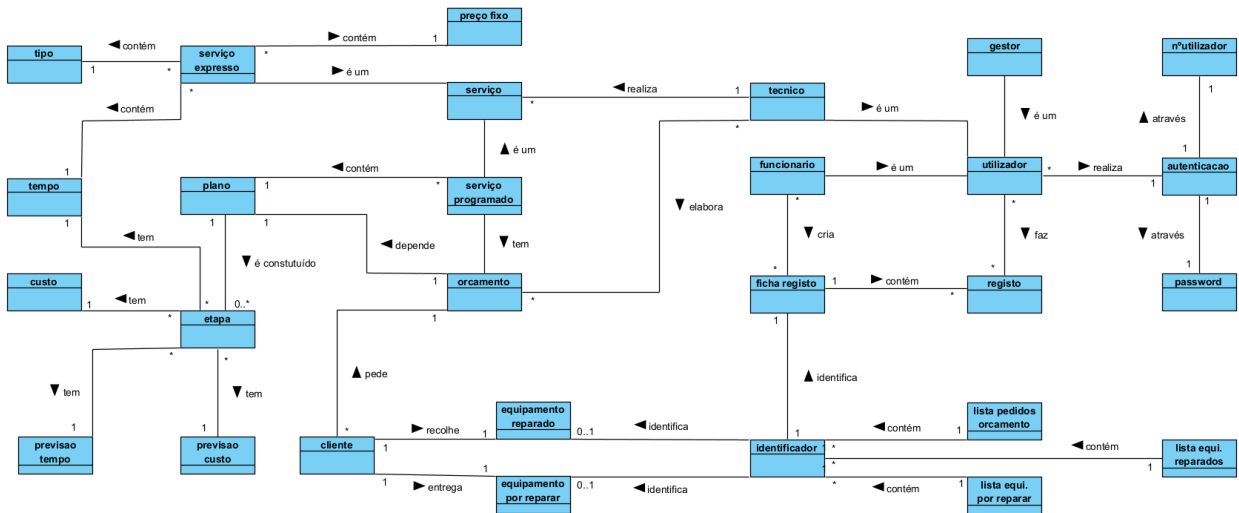 preço fixo
contém
1
*
tipo
contém
1
*
serviço
expresso
*
é um
contém
1
serviço
*
realiza
1
tecnico
*
é um
gestor
é um
nºutilizador
1
através
1
é um
contém
1
*
tempo
1
plano
1
1
serviço
programado
funcionario
*
é um
utilizador
*
*
realiza
1
autenticacao
1
elabora
tem
é constutuído
depende
tem
cria
faz
através
custo
1
tem
*
*
0..*
etapa
*
*
orcamento
1
1
*
ficha registo
*
1
1
contém
*
*
registo
1
password
tem
tem
pede
identifica
1
1
previsao
tempo
previsao
custo
*
cliente
1
1
recolhe
1
equipamento
reparado
0..1
identifica
1
identificador
*
*
1
*
contém
1
lista pedidos
orcamento
contém
1
lista equi.
reparados
entrega
1
equipamento
por reparar
0..1
identifica
contém
1
lista equi.
por reparar